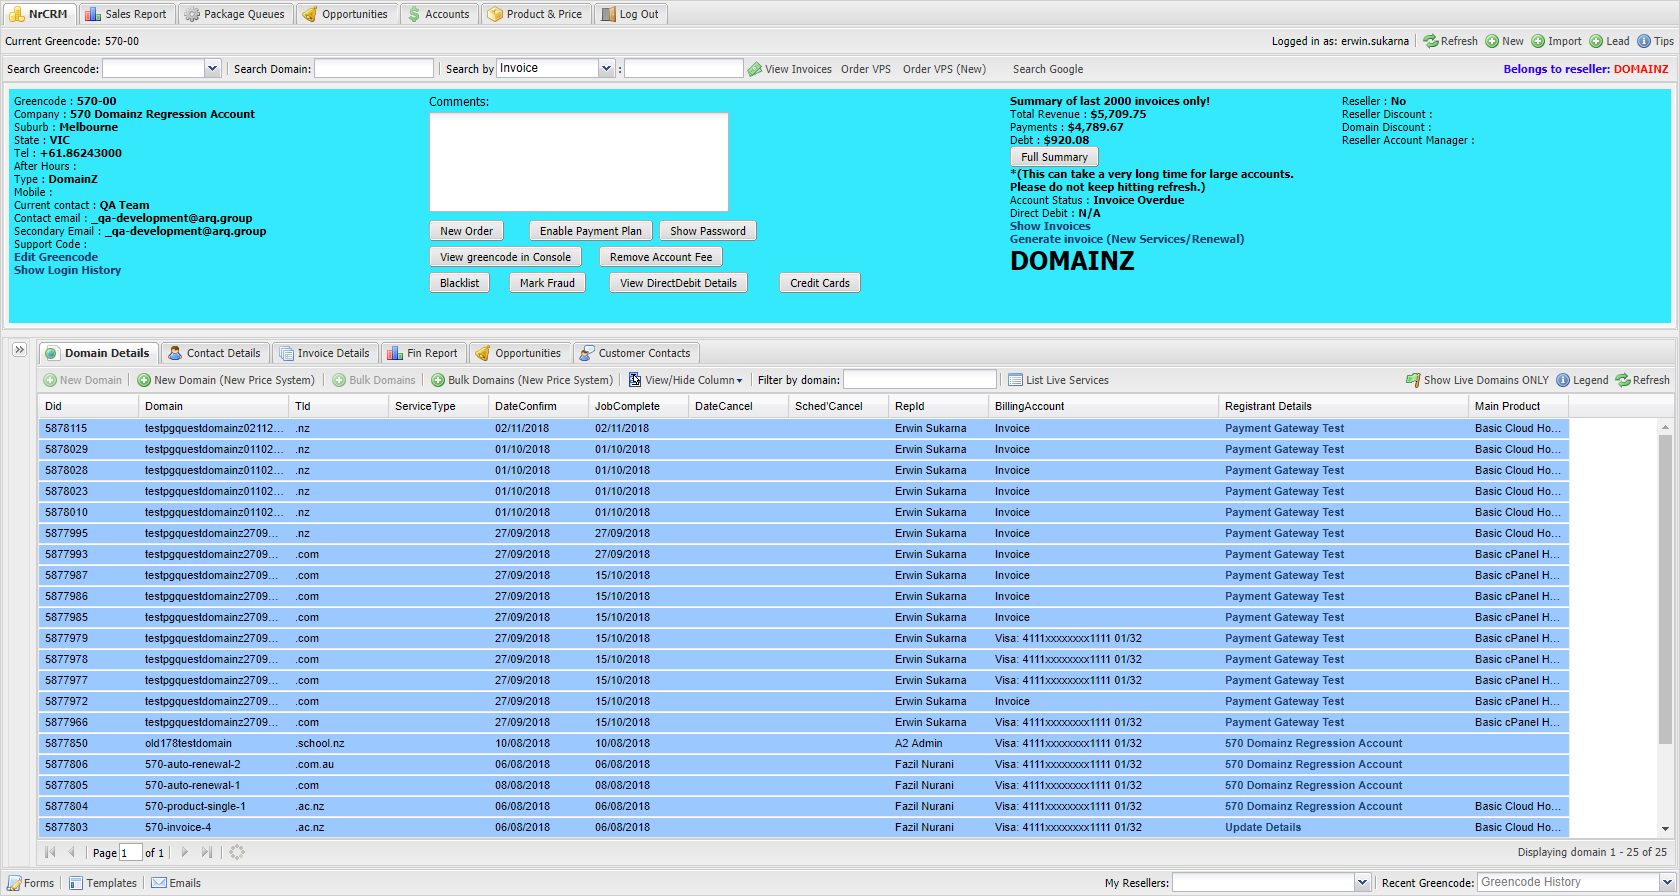 NrCRM Sales Report Package Queues Opportunities Accounts Product & Price Log Out
Current Greencode: 570-00 Logged in as: erwin.sukarna Refresh New Import Lead Tips
Search Greencode: Search Domain: Search by Invoice : View Invoices Order VPS Order VPS (New) Search Google Belongs to reseller: DOMAINZ
Greencode : 570-00
Company : 570 Domainz Regression Account
Suburb : Melbourne
State : VIC
Tel : +61.86243000
After Hours :
Type : DomainZ
Mobile :
Current contact : QA Team
Contact email : _qa-development@arq.group
Secondary Email : _qa-development@arq.group
Support Code :
Edit Greencode
Show Login History
Comments:
New Order Enable Payment Plan Show Password
View greencode in Console Remove Account Fee
Blacklist Mark Fraud View DirectDebit Details Credit Cards
Summary of last 2000 invoices only!
Total Revenue : $5,709.75
Payments : $4,789.67
Debt : $920.08
Full Summary
*(This can take a very long time for large accounts.
Please do not keep hitting refresh.)
Account Status : Invoice Overdue
Direct Debit : N/A
Show Invoices
Generate invoice (New Services/Renewal)
DOMAINZ
Reseller : No
Reseller Discount :
Domain Discount :
Reseller Account Manager :
Domain Details Contact Details Invoice Details Fin Report Opportunities Customer Contacts
New Domain New Domain (New Price System) Bulk Domains Bulk Domains (New Price System) View/Hide Column Filter by domain: List Live Services Show Live Domains ONLY Legend Refresh
Did Domain Tld ServiceType DateConfirm JobComplete DateCancel Sched'Cancel RepId BillingAccount Registrant Details Main Product
5878115 testpgquestdomainz02112... .nz 02/11/2018 02/11/2018 Erwin Sukarna Invoice Payment Gateway Test Basic Cloud Ho...
5878029 testpgquestdomainz01102... .nz 01/10/2018 01/10/2018 Erwin Sukarna Invoice Payment Gateway Test Basic Cloud Ho...
5878028 testpgquestdomainz01102... .nz 01/10/2018 01/10/2018 Erwin Sukarna Invoice Payment Gateway Test Basic Cloud Ho...
5878023 testpgquestdomainz01102... .nz 01/10/2018 01/10/2018 Erwin Sukarna Invoice Payment Gateway Test Basic Cloud Ho...
5878010 testpgquestdomainz01102... .nz 01/10/2018 01/10/2018 Erwin Sukarna Invoice Payment Gateway Test Basic Cloud Ho...
5877995 testpgquestdomainz2709... .nz 27/09/2018 27/09/2018 Erwin Sukarna Invoice Payment Gateway Test Basic Cloud Ho...
5877993 testpgquestdomainz2709... .com 27/09/2018 27/09/2018 Erwin Sukarna Invoice Payment Gateway Test Basic cPanel H...
5877987 testpgquestdomainz2709... .com 27/09/2018 15/10/2018 Erwin Sukarna Invoice Payment Gateway Test Basic cPanel H...
5877986 testpgquestdomainz2709... .com 27/09/2018 15/10/2018 Erwin Sukarna Invoice Payment Gateway Test Basic cPanel H...
5877985 testpgquestdomainz2709... .com 27/09/2018 15/10/2018 Erwin Sukarna Invoice Payment Gateway Test Basic cPanel H...
5877979 testpgquestdomainz2709... .com 27/09/2018 15/10/2018 Erwin Sukarna Visa: 4111xxxxxxxx1111 01/32 Payment Gateway Test Basic cPanel H...
5877978 testpgquestdomainz2709... .com 27/09/2018 15/10/2018 Erwin Sukarna Visa: 4111xxxxxxxx1111 01/32 Payment Gateway Test Basic cPanel H...
5877977 testpgquestdomainz2709... .com 27/09/2018 15/10/2018 Erwin Sukarna Visa: 4111xxxxxxxx1111 01/32 Payment Gateway Test Basic cPanel H...
5877972 testpgquestdomainz2709... .com 27/09/2018 15/10/2018 Erwin Sukarna Invoice Payment Gateway Test Basic cPanel H...
5877966 testpgquestdomainz2709... .com 27/09/2018 15/10/2018 Erwin Sukarna Visa: 4111xxxxxxxx1111 01/32 Payment Gateway Test Basic cPanel H...
5877850 old178testdomain .school.nz 10/08/2018 10/08/2018 A2 Admin Visa: 4111xxxxxxxx1111 01/32 570 Domainz Regression Account
5877806 570-auto-renewal-2 .com.au 06/08/2018 06/08/2018 Fazil Nurani Visa: 4111xxxxxxxx1111 01/32 570 Domainz Regression Account
5877805 570-auto-renewal-1 .com 08/08/2018 08/08/2018 Fazil Nurani Visa: 4111xxxxxxxx1111 01/32 570 Domainz Regression Account
5877804 570-product-single-1 .ac.nz 06/08/2018 06/08/2018 Fazil Nurani Visa: 4111xxxxxxxx1111 01/32 570 Domainz Regression Account Basic Cloud Ho...
5877803 570-invoice-4 .ac.nz 06/08/2018 06/08/2018 Fazil Nurani Visa: 4111xxxxxxxx1111 01/32 Update Details Basic Cloud Ho...
Page 1 of 1 Displaying domain 1 - 25 of 25
Forms Templates Emails My Resellers: Recent Greencode: Greencode History